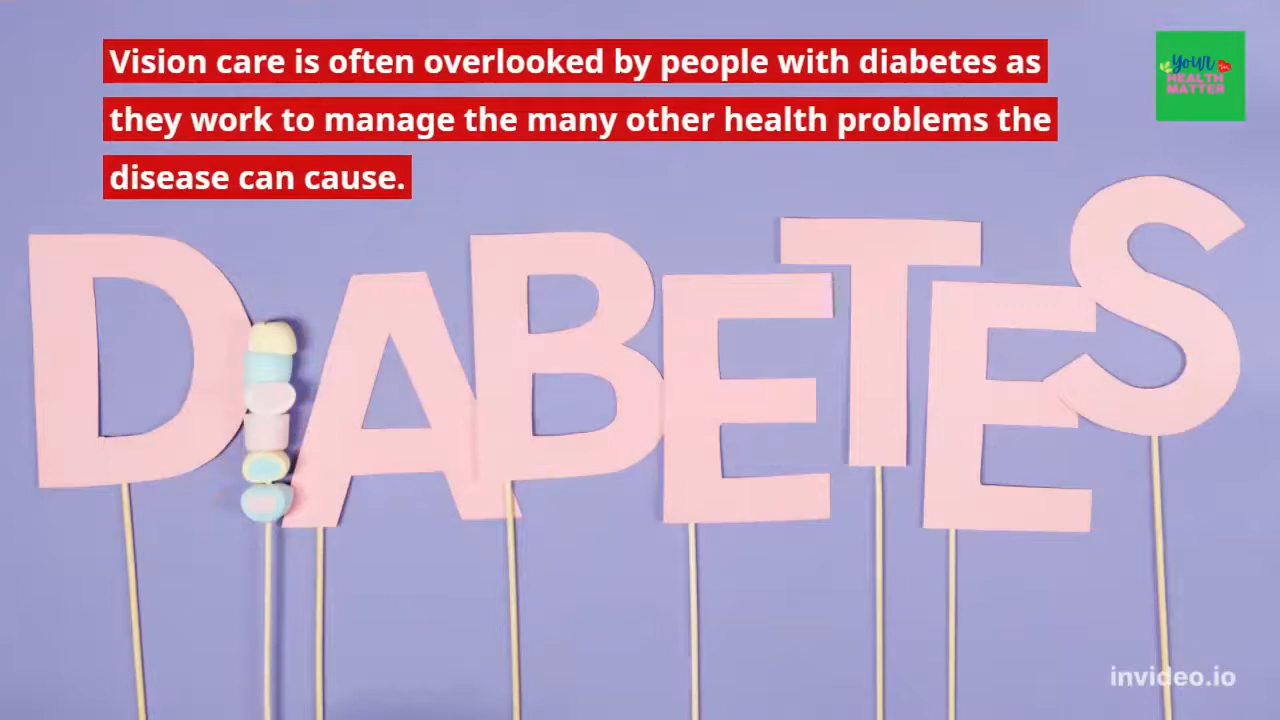 Vision care is often overlooked by people with diabetes as
they work to manage the many other health problems the
disease can cause.
your
HEALTH
MATTER
DIABETES
invideo.io